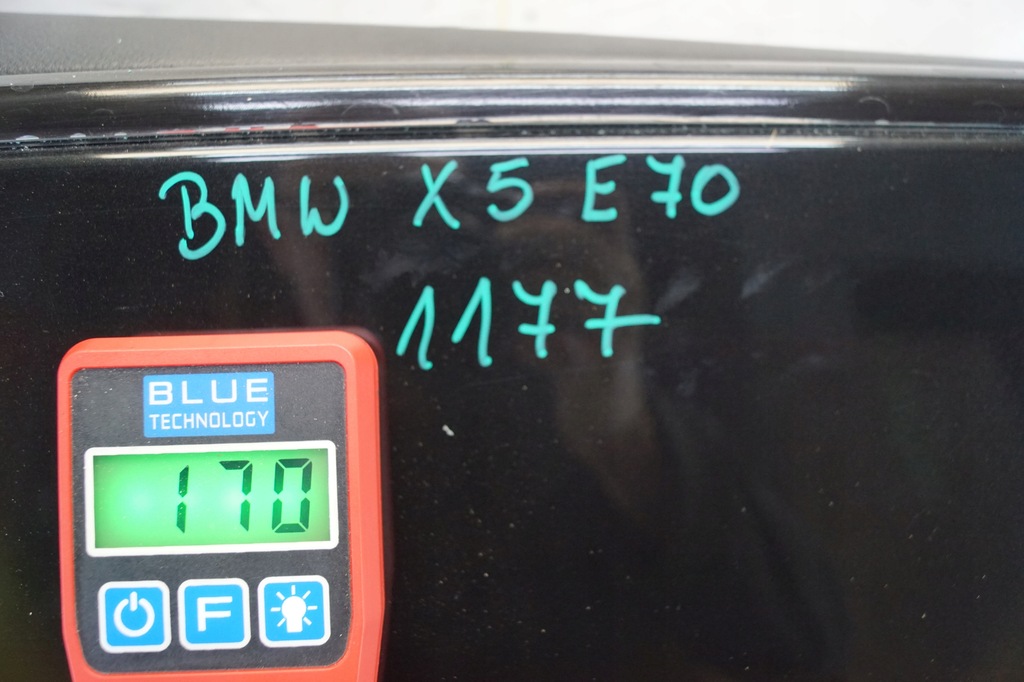 BMW X5 E70
1177
BLUE
TECHNOLOGY
170
F